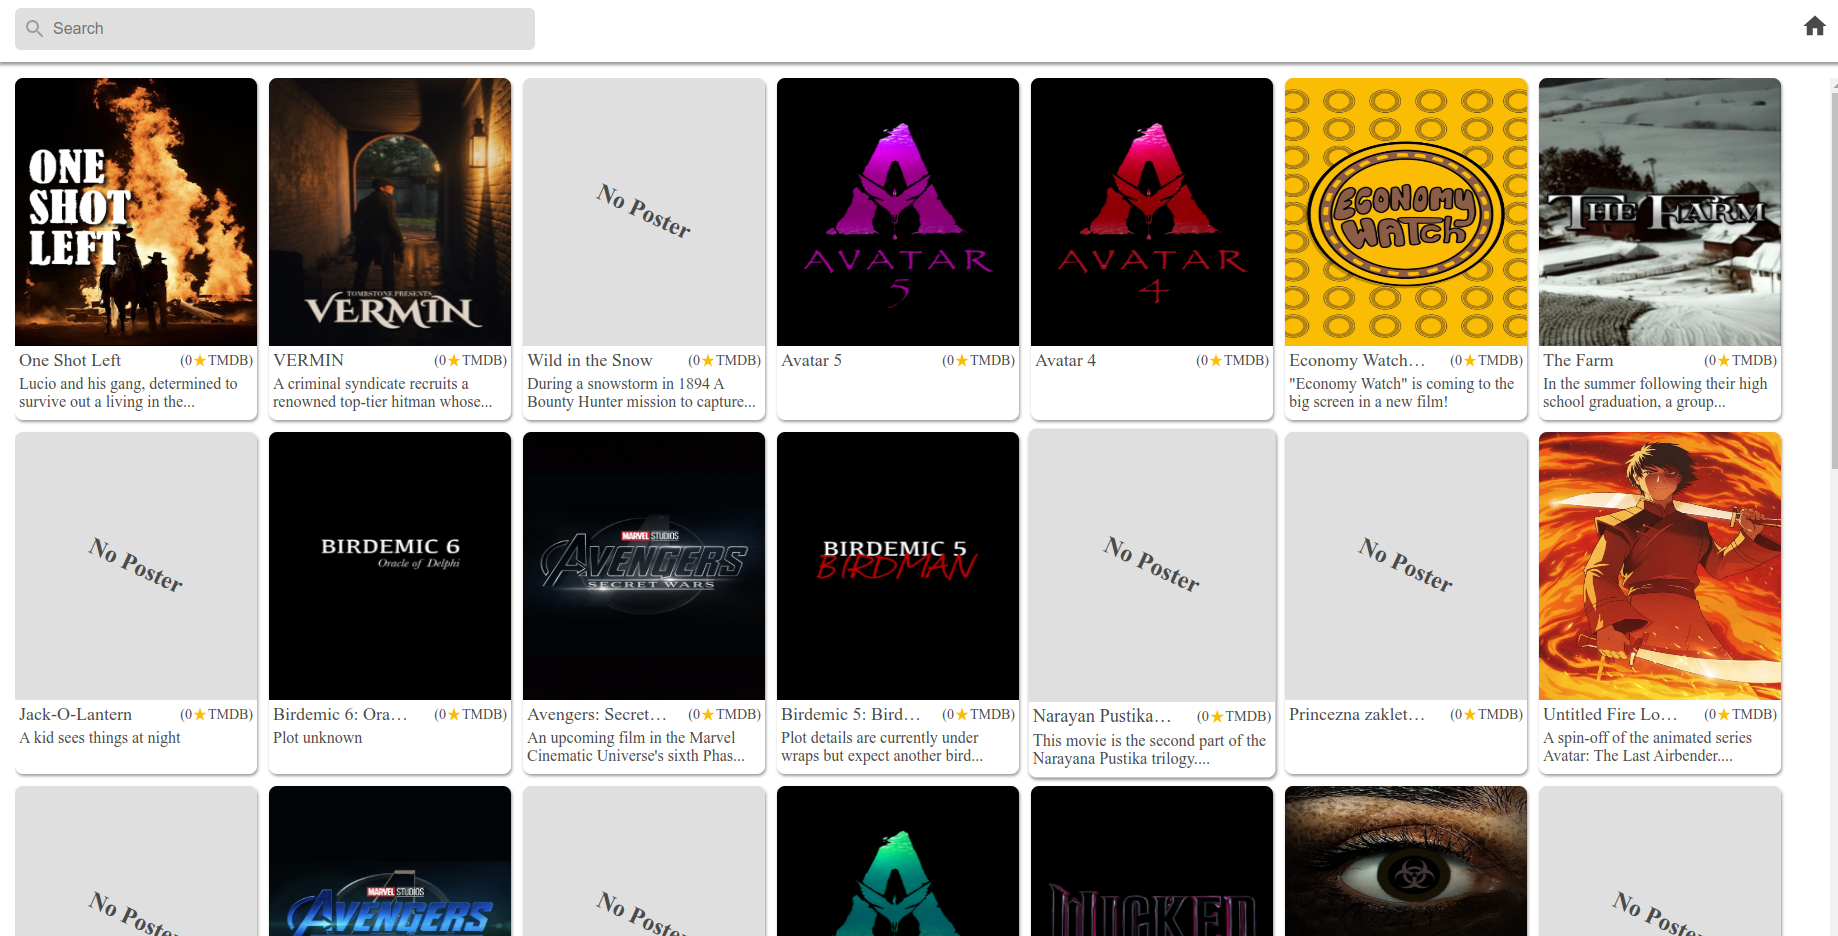 Search
ONE
SHOT
LEFT
TOMBSTONE PRESENTS
VERMIN
No Poster
AVATAR
5
AVATAR
4
ECONOMY
WATCH
THE FARM
One Shot Left (0★TMDB)
Lucio and his gang, determined to
survive out a living in the...
VERMIN (0★TMDB)
A criminal syndicate recruits a
renowned top-tier hitman whose...
Wild in the Snow (0★TMDB)
During a snowstorm in 1894 A
Bounty Hunter mission to capture...
Avatar 5 (0★TMDB)
Avatar 4 (0★TMDB)
Economy Watch... (0★TMDB)
"Economy Watch" is coming to the
big screen in a new film!
The Farm (0★TMDB)
In the summer following their high
school graduation, a group...
No Poster
BIRDEMIC 6
Oracle of Delphi
MARVEL STUDIOS
AVENGERS
SECRET WARS
BIRDEMIC 5
BIRDMAN
No Poster
No Poster
Jack-O-Lantern (0★TMDB)
A kid sees things at night
Birdemic 6: Ora... (0★TMDB)
Plot unknown
Avengers: Secret... (0★TMDB)
An upcoming film in the Marvel
Cinematic Universe's sixth Phas...
Birdemic 5: Bird... (0★TMDB)
Plot details are currently under
wraps but expect another bird...
Narayan Pustika... (0★TMDB)
This movie is the second part of the
Narayana Pustika trilogy....
Princezna zaklet... (0★TMDB)
Untitled Fire Lo... (0★TMDB)
A spin-off of the animated series
Avatar: The Last Airbender....
No Poster
MARVEL STUDIOS
AVENGERS
No Poster
WICKED
No Poster